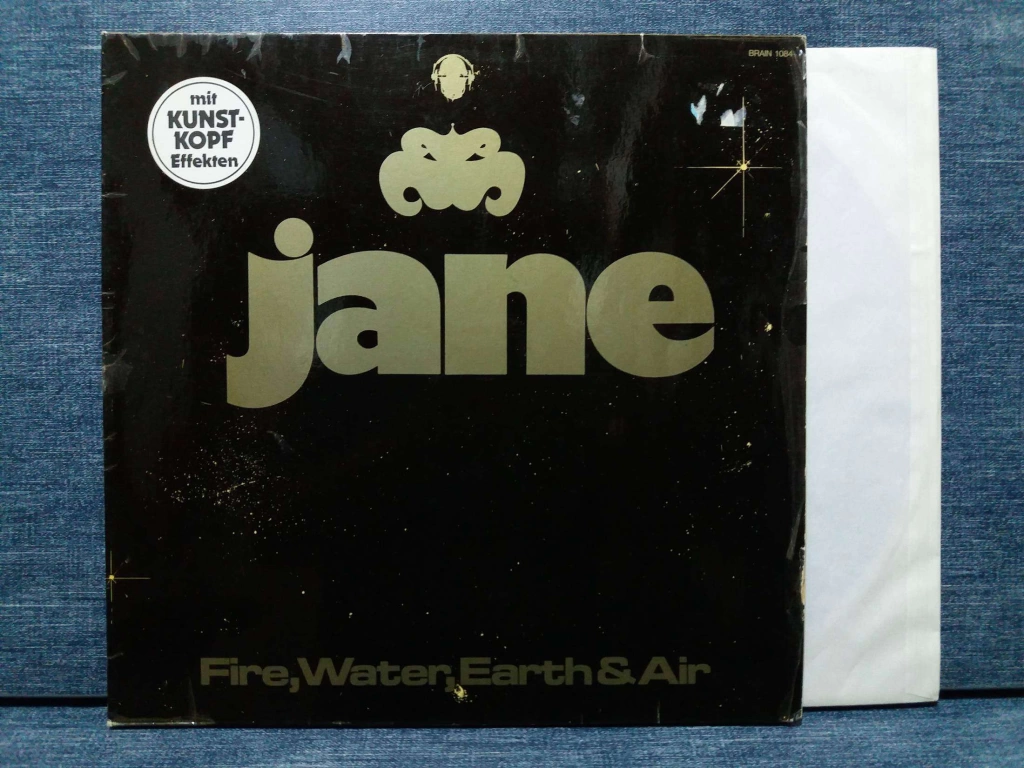 BRAIN 1084
mit
KUNST-
KOPF
Effekten
jane
Fire,Water,Earth & Air